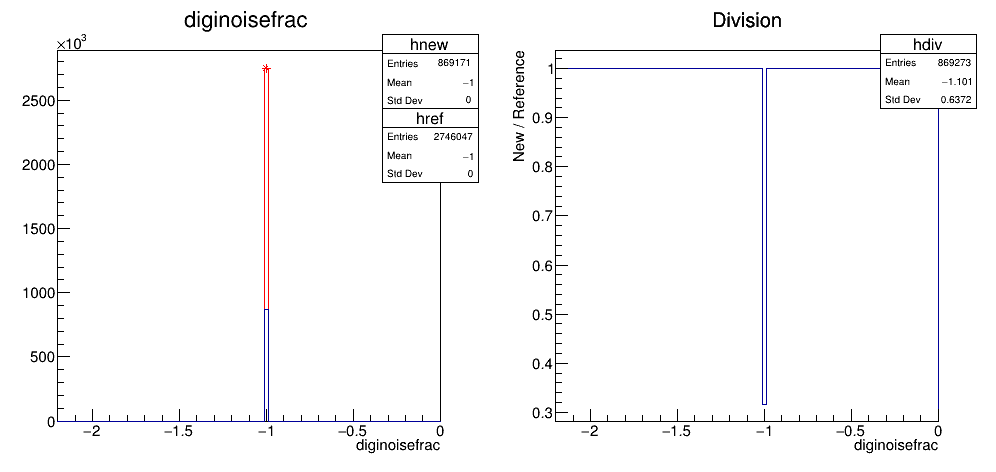 diginoisefrac
×10³
hnew
Entries 869171
Mean −1
Std Dev 0
href
Entries 2746047
Mean −1
Std Dev 0
2500
2000
1500
1000
500
0
−2 −1.5 −1 −0.5 0
diginoisefrac
Division
New / Reference
hdiv
Entries 869273
Mean −1.101
Std Dev 0.6372
1
0.9
0.8
0.7
0.6
0.5
0.4
0.3
−2 −1.5 −1 −0.5 0
diginoisefrac